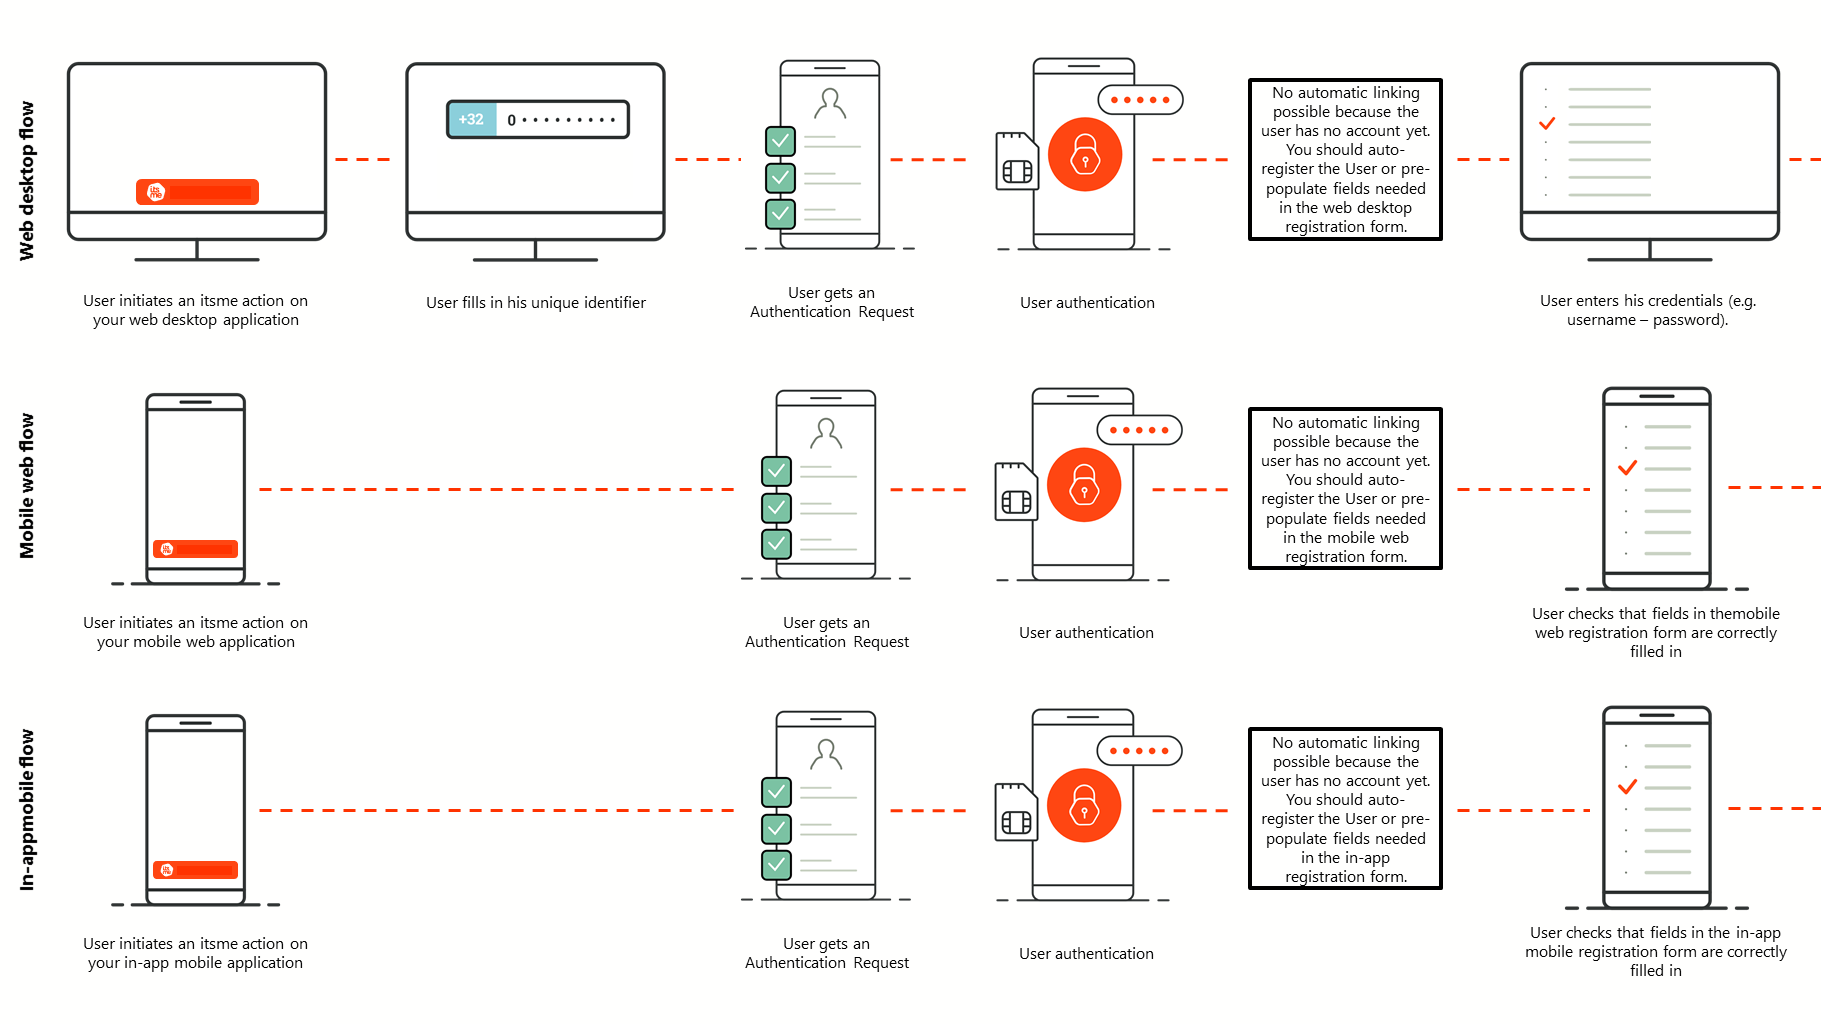 Web desktop flow
itsme
+32 0
No automatic linking
possible because the
user has no account yet.
You should auto-
register the User or pre-
populate fields needed
in the web desktop
registration form.
User initiates an itsme action on
your web desktop application
User fills in his unique identifier
User gets an
Authentication Request
User authentication
User enters his credentials (e.g.
username – password).
Mobile web flow
itsme
No automatic linking
possible because the
user has no account yet.
You should auto-
register the User or pre-
populate fields needed
in the mobile web
registration form.
User initiates an itsme action on
your mobile web application
User gets an
Authentication Request
User authentication
User checks that fields in themobile
web registration form are correctly
filled in
In-appmobile flow
itsme
No automatic linking
possible because the
user has no account yet.
You should auto-
register the User or pre-
populate fields needed
in the in-app
registration form.
User initiates an itsme action on
your in-app mobile application
User gets an
Authentication Request
User authentication
User checks that fields in the in-app
mobile registration form are correctly
filled in